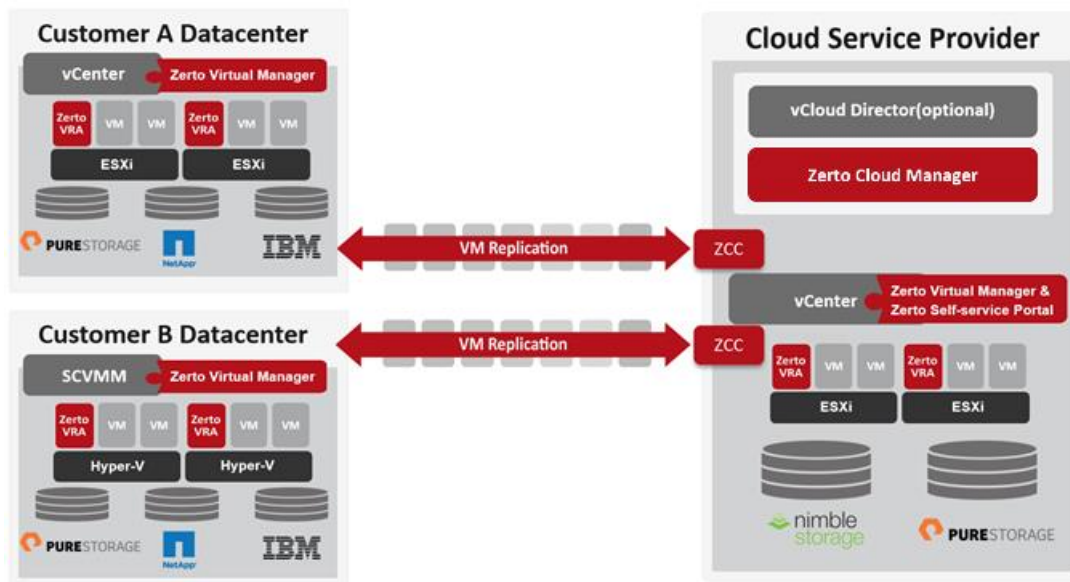 Customer A Datacenter
vCenter
Zerto Virtual Manager
Zerto
VRA
VM
VM
Zerto
VRA
VM
VM
ESXi
ESXi
PURESTORAGE
NetApp
IBM
VM Replication
ZCC
Customer B Datacenter
SCVMM
Zerto Virtual Manager
Zerto
VRA
VM
VM
Zerto
VRA
VM
VM
Hyper-V
Hyper-V
PURESTORAGE
NetApp
IBM
VM Replication
ZCC
Cloud Service Provider
vCloud Director(optional)
Zerto Cloud Manager
vCenter
Zerto Virtual Manager &
Zerto Self-service Portal
Zerto
VRA
VM
VM
Zerto
VRA
VM
VM
ESXi
ESXi
nimble
storage
PURESTORAGE